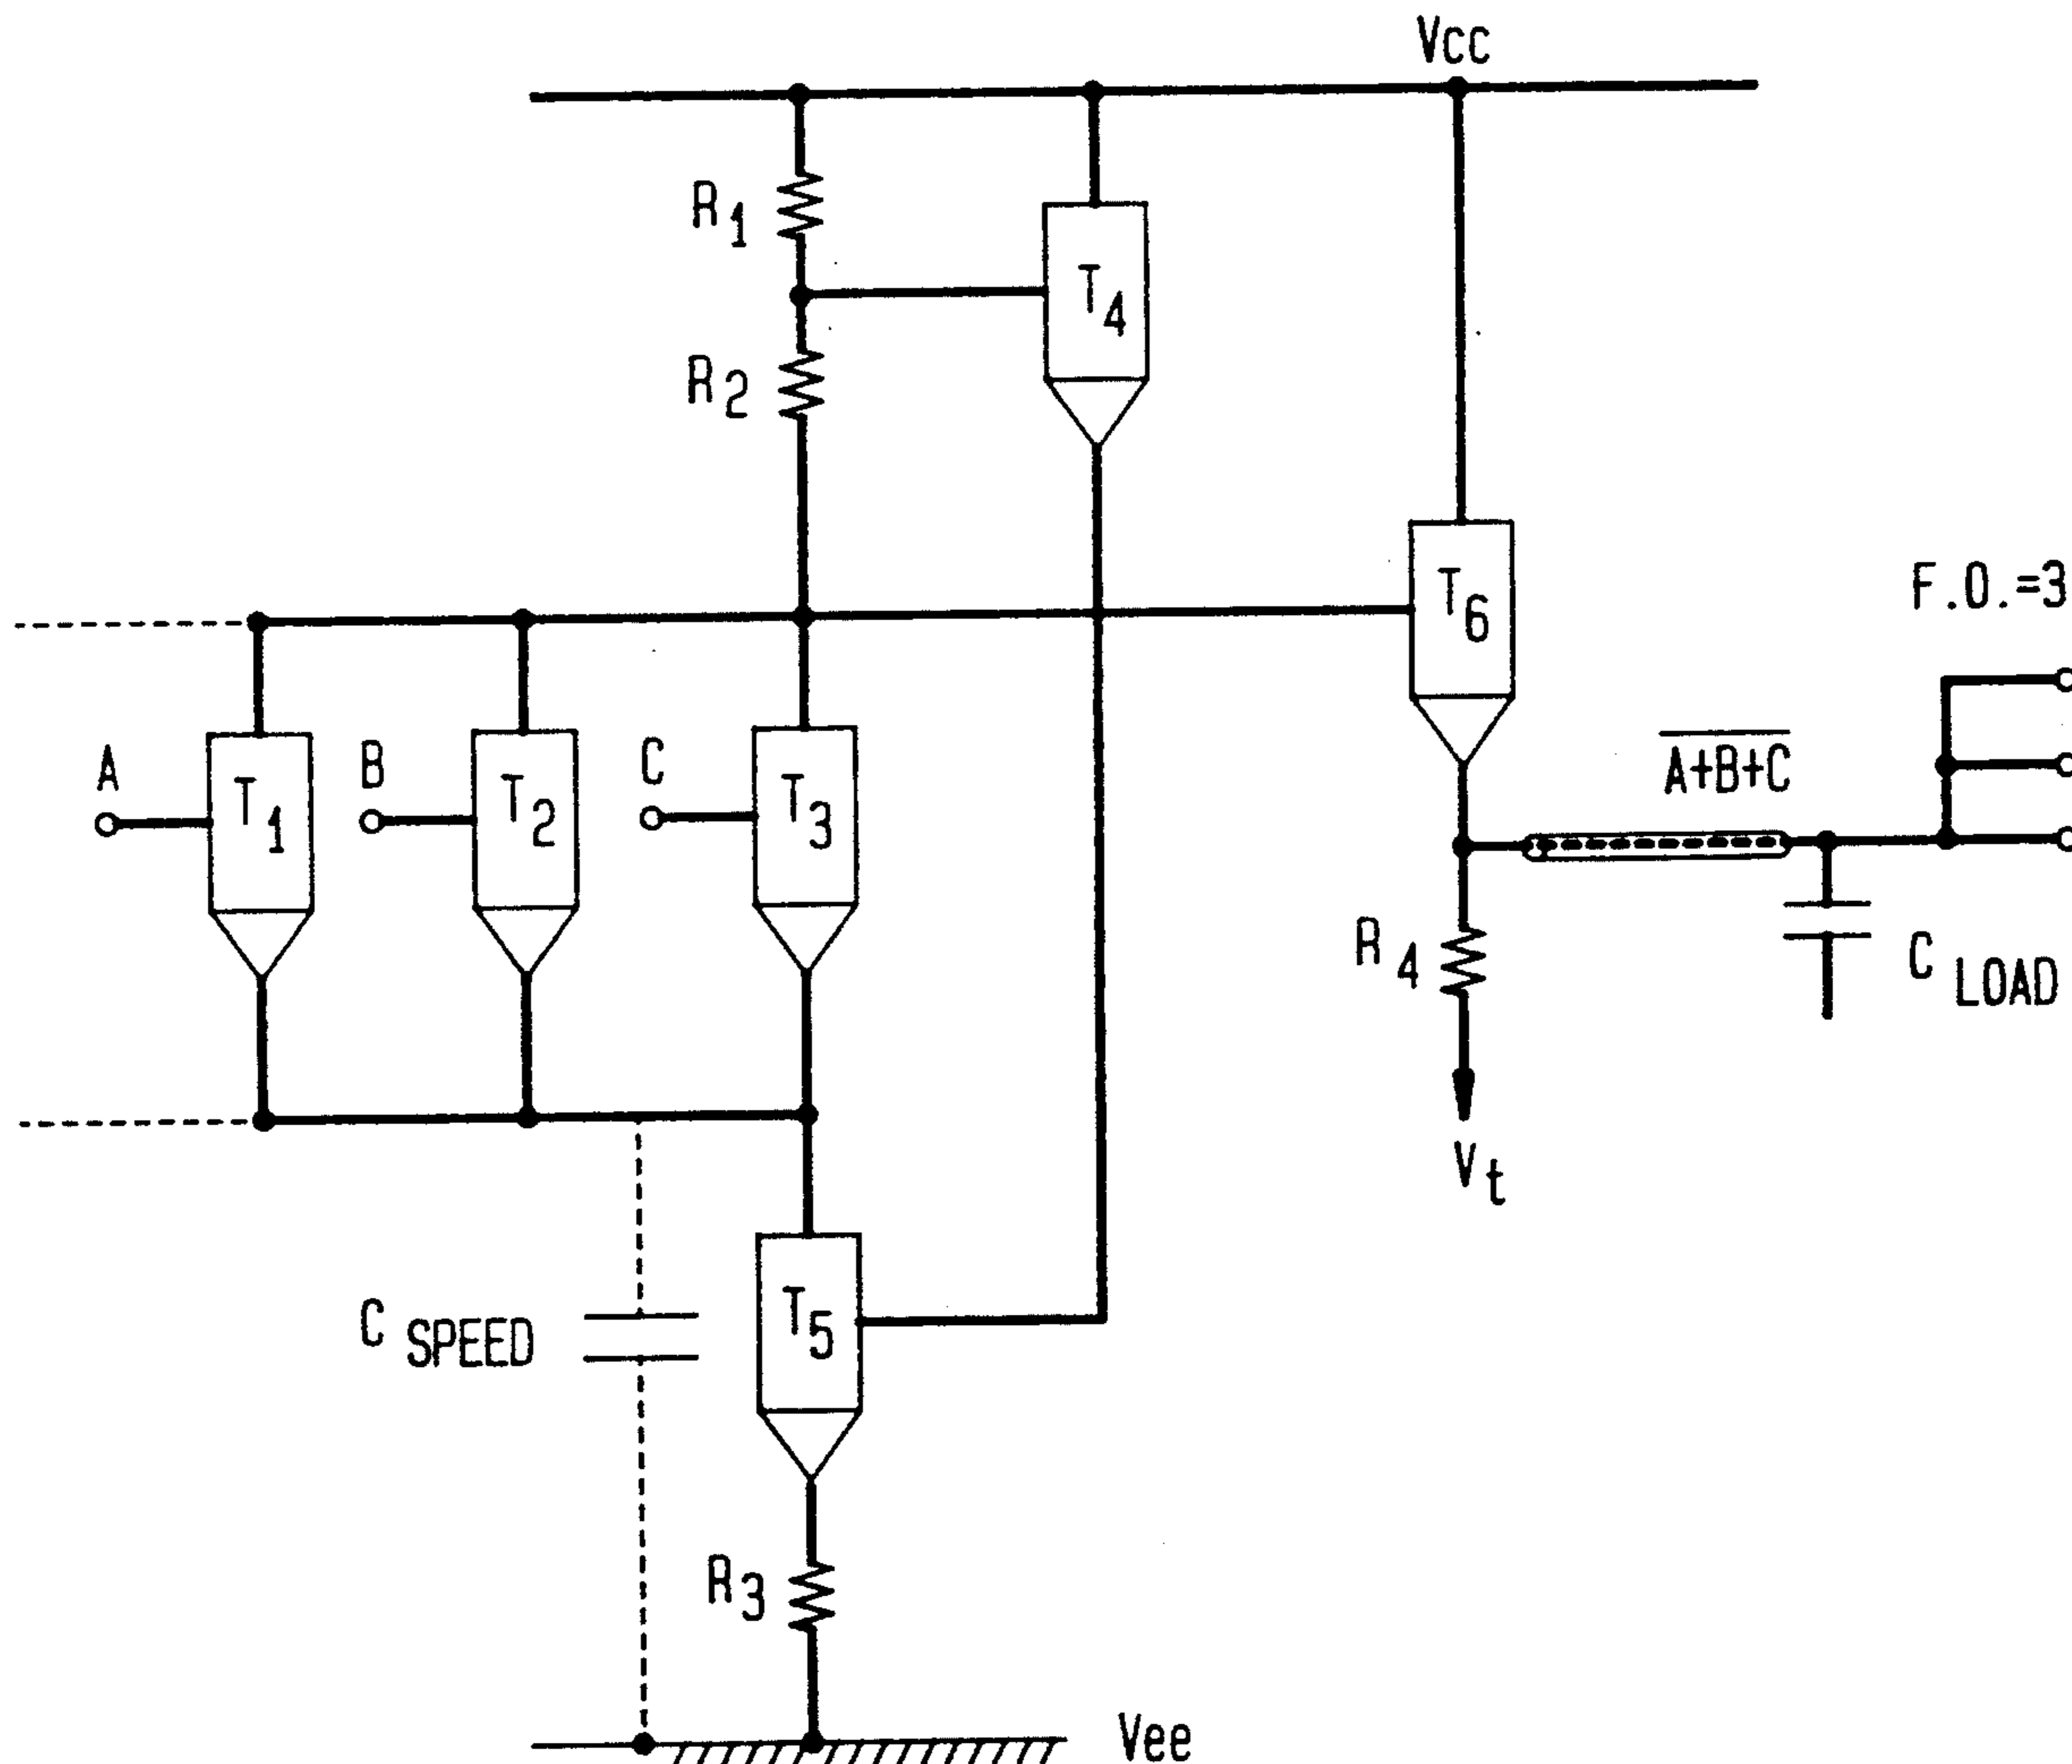 Vcc
R1
T4
R2
T6
F.O.=3
A
T1
B
T2
C
T3
A+B+C
R4
C LOAD
Vt
C SPEED
T5
R3
Vee